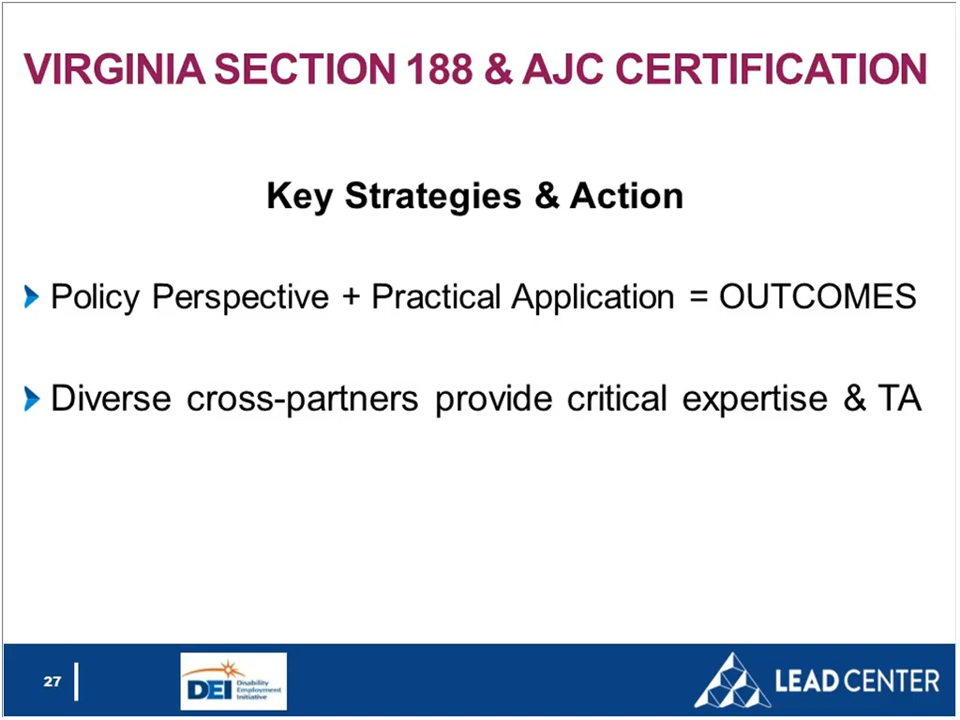 VIRGINIA SECTION 188 & AJC CERTIFICATION
Key Strategies & Action
Policy Perspective + Practical Application = OUTCOMES
Diverse cross-partners provide critical expertise & TA
27
DEI
Disability
Employment
Initiative
LEAD CENTER